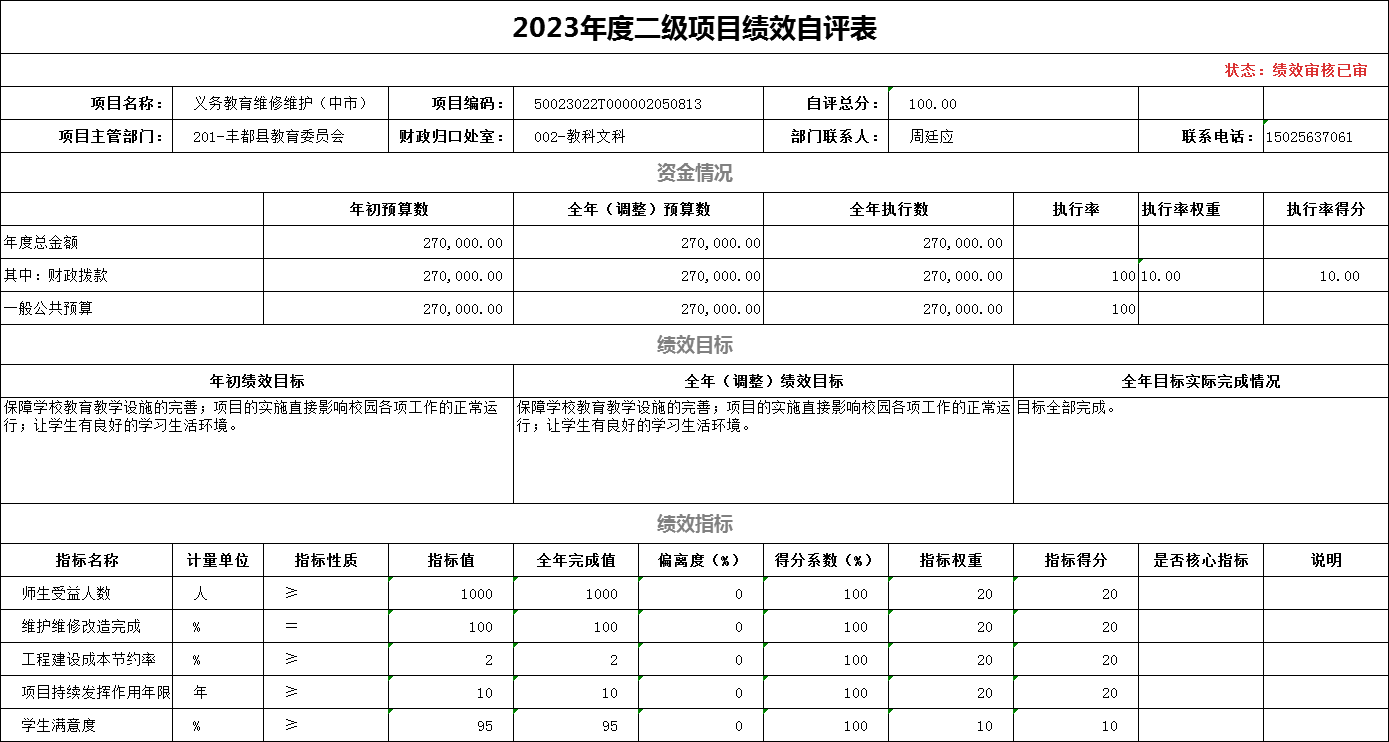 2023年度二级项目绩效自评表
状态：绩效审核已审
项目名称： 义务教育维修维护（中市） 项目编码： 50023022T000002050813 自评总分： 100.00
项目主管部门： 201-丰都县教育委员会 财政归口处室： 002-教科文科 部门联系人： 周廷应 联系电话： 15025637061
资金情况
年初预算数 全年（调整）预算数 全年执行数 执行率 执行率权重 执行率得分
年度总金额 270,000.00 270,000.00 270,000.00
其中：财政拨款 270,000.00 270,000.00 270,000.00 100 10.00 10.00
一般公共预算 270,000.00 270,000.00 270,000.00 100
绩效目标
年初绩效目标 全年（调整）绩效目标 全年目标实际完成情况
保障学校教育教学设施的完善；项目的实施直接影响校园各项工作的正常运
行；让学生有良好的学习生活环境。
保障学校教育教学设施的完善；项目的实施直接影响校园各项工作的正常运
行；让学生有良好的学习生活环境。
目标全部完成。
绩效指标
指标名称 计量单位 指标性质 指标值 全年完成值 偏离度（%） 得分系数（%） 指标权重 指标得分 是否核心指标 说明
师生受益人数 人 ≥ 1000 1000 0 100 20 20
维护维修改造完成 % ＝ 100 100 0 100 20 20
工程建设成本节约率 % ≥ 2 2 0 100 20 20
项目持续发挥作用年限 年 ≥ 10 10 0 100 20 20
学生满意度 % ≥ 95 95 0 100 10 10